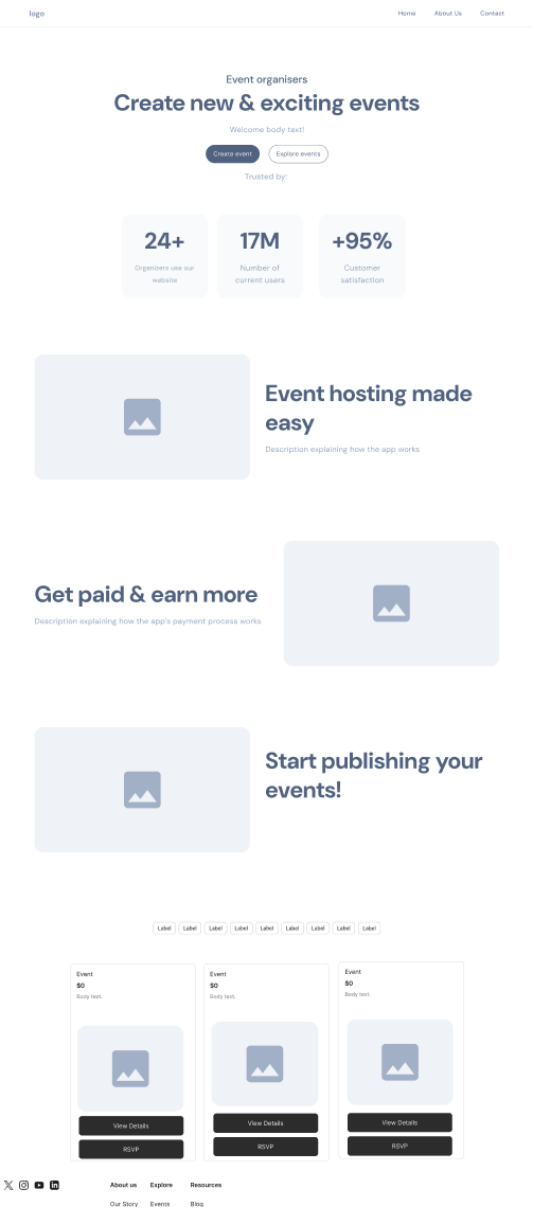 logo
Home About Us Contact
Event organisers
Create new & exciting events
Welcome body text!
Create event Explore events
Trusted by:
24+ 17M +95%
Organizers use our Number of Customer
website current users satisfaction
Event hosting made
easy
Description explaining how the app works
Get paid & earn more
Description explaining how the app's payment process works
Start publishing your
events!
Label Label Label Label Label Label Label Label Label
Event Event Event
$0 $0 $0
Body text. Body text. Body text.
View Details View Details View Details
RSVP RSVP RSVP
About us Explore Resources
Our Story Events Blog